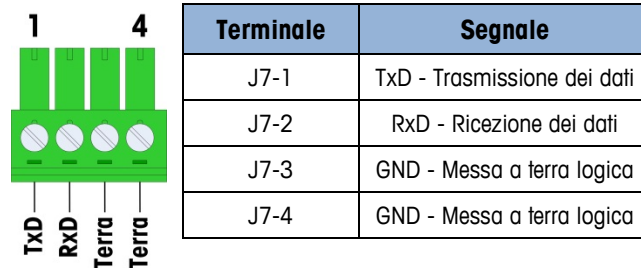 1 4
TxD
RxD
Terra
Terra
Terminale Segnale
J7-1 TxD - Trasmissione dei dati
J7-2 RxD - Ricezione dei dati
J7-3 GND - Messa a terra logica
J7-4 GND - Messa a terra logica